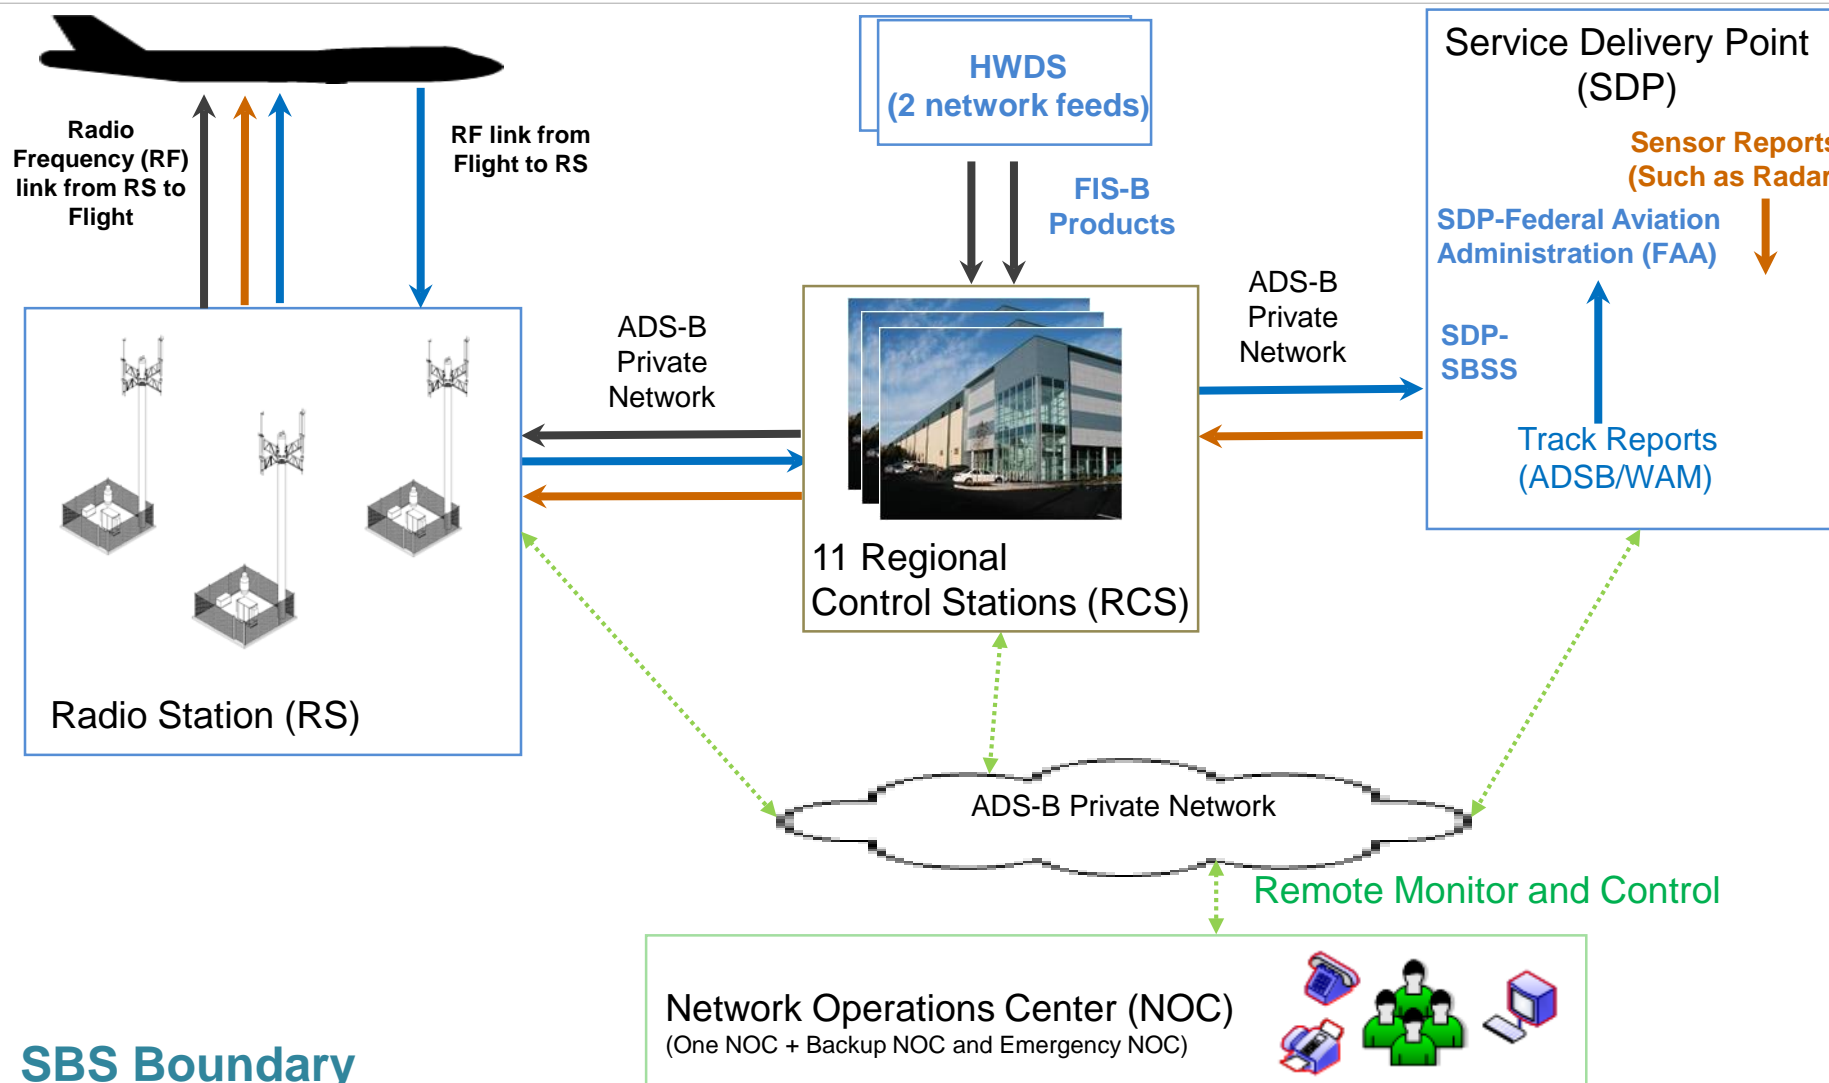 Service Delivery Point
(SDP)
HWDS
(2 network feeds)
Radio
Frequency (RF)
link from RS to
Flight
RF link from
Flight to RS
FIS-B
Products
Sensor Reports
(Such as Radar
SDP-Federal Aviation
Administration (FAA)
ADS-B
Private
Network
ADS-B
Private
Network
SDP-
SBSS
Track Reports
(ADSB/WAM)
11 Regional
Control Stations (RCS)
Radio Station (RS)
ADS-B Private Network
Remote Monitor and Control
Network Operations Center (NOC)
(One NOC + Backup NOC and Emergency NOC)
SBS Boundary